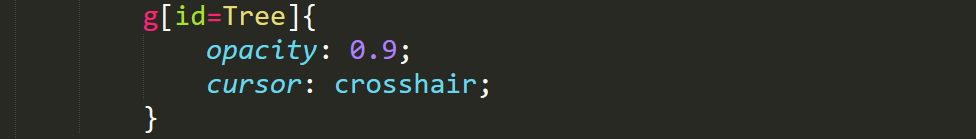 g[id=Tree]{
opacity: 0.9;
cursor: crosshair;
}